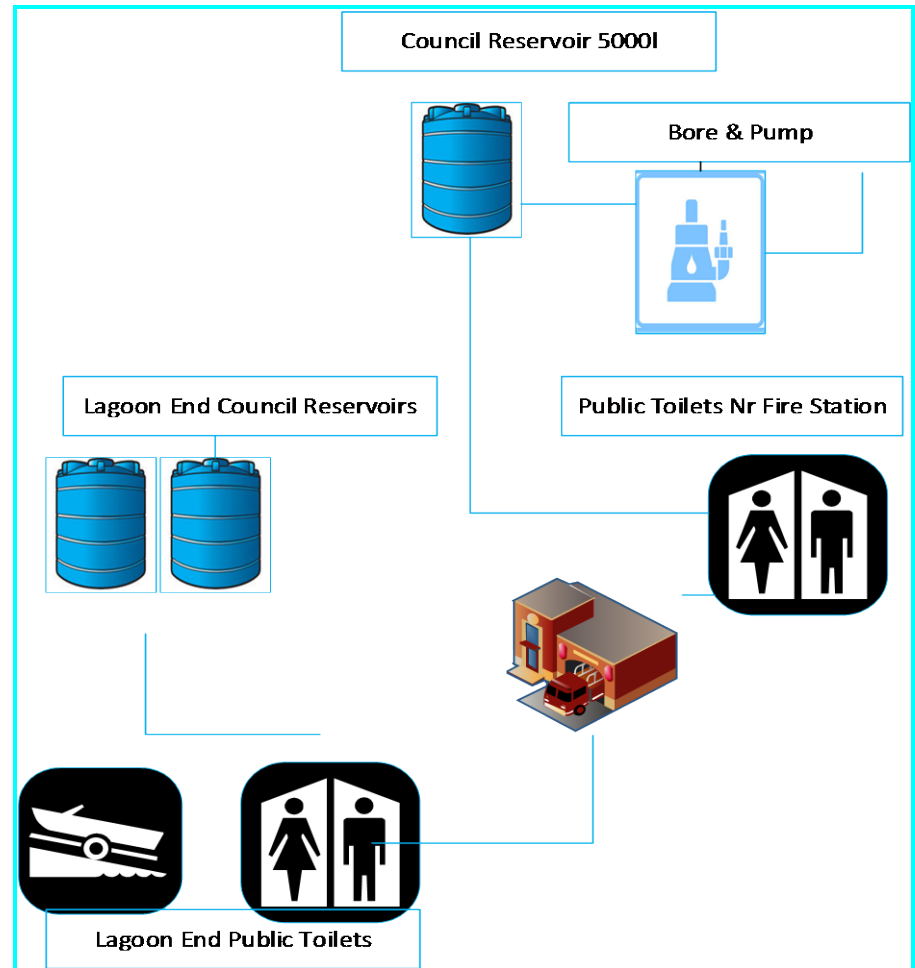 Council Reservoir 5000l
Bore & Pump
Lagoon End Council Reservoirs
Public Toilets Nr Fire Station
Lagoon End Public Toilets